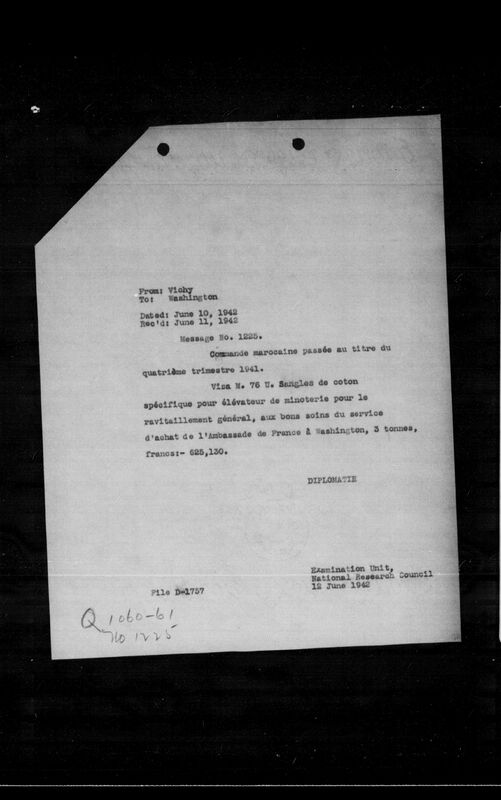 From: Vichy
To: Washington
Dated: June 10, 1942
Rec'd: June 11, 1942
Message No. 1225.
Commande marocaine passée au titre du
quatrième trimestre 1941.
Visa M. 76 U. Sangles de coton
spécifique pour élévateur de minoterie pour le
ravitaillement général, aux bons soins du service
d'achat de l'Ambassade de France à Washington, 3 tonnes,
francs:- 625,130.
DIPLOMATIE
Examination Unit,
National Research Council
12 June 1942
File D-1757
Q 1060-61
No 1225